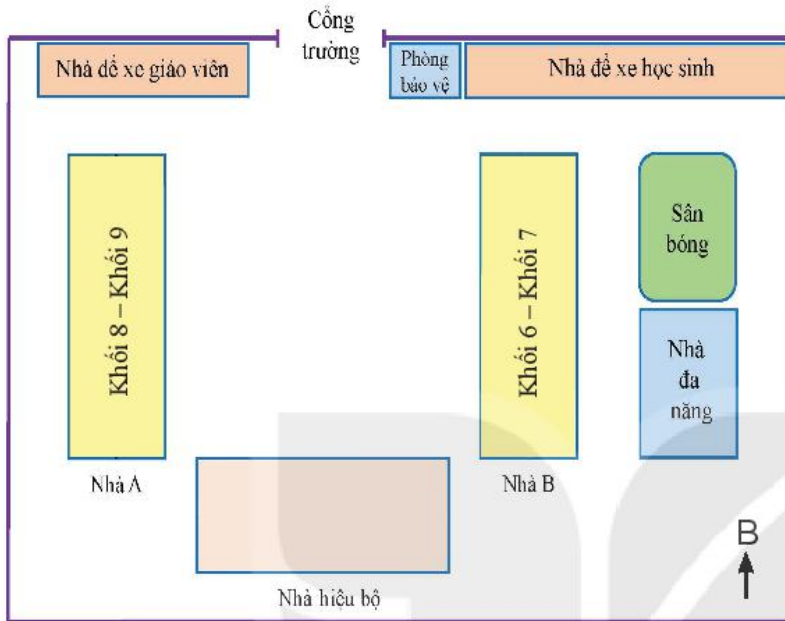 Cổng
trường
Nhà để xe giáo viên
Phòng
bảo vệ
Nhà để xe học sinh
Khối 8 – Khối 9
Khối 6 – Khối 7
Sân
bóng
Nhà
đa
năng
Nhà A
Nhà B
Nhà hiệu bộ
B